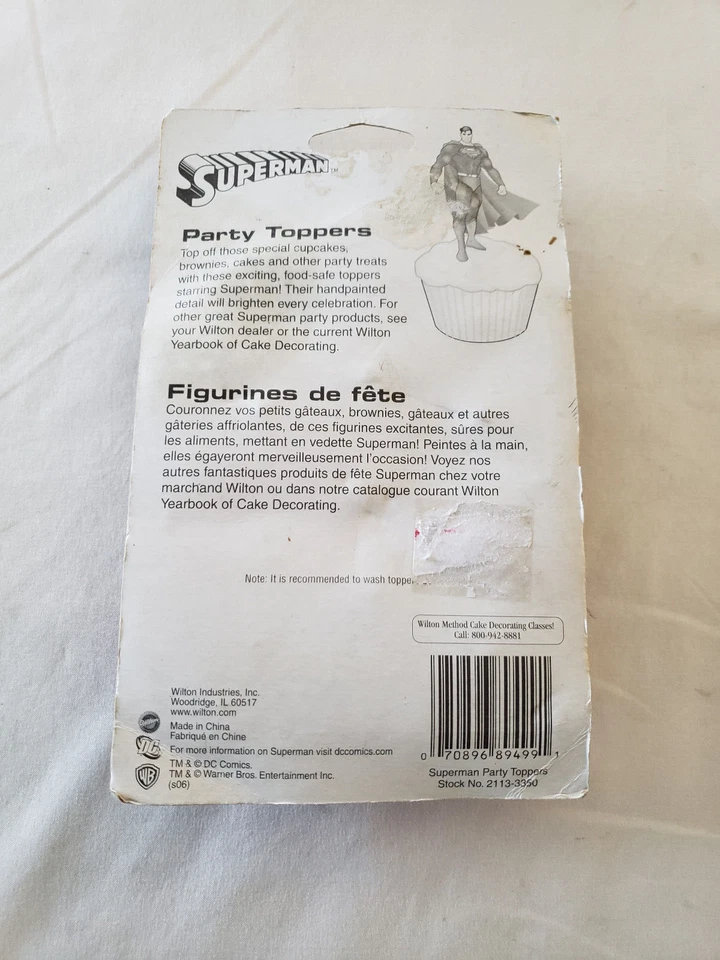 SUPERMAN™
Party Toppers
Top off those special cupcakes,
brownies, cakes and other party treats
with these exciting, food-safe toppers
starring Superman! Their handpainted
detail will brighten every celebration. For
other great Superman party products, see
your Wilton dealer or the current Wilton
Yearbook of Cake Decorating.
Figurines de fête
Couronnez vos petits gâteaux, brownies, gâteaux et autres
gâteries affriolantes, de ces figurines excitantes, sûres pour
les aliments, mettant en vedette Superman! Peintes à la main,
elles égayeront merveilleusement l'occasion! Voyez nos
autres fantastiques produits de fête Superman chez votre
marchand Wilton ou dans notre catalogue courant Wilton
Yearbook of Cake Decorating.
Note: It is recommended to wash
Wilton Method Cake Decorating Classes!
Call: 800-942-8881
Wilton Industries, Inc.
Woodridge, IL 60517
www.wilton.com
Wilton
Made in China
Fabriqué en Chine
DC
For more information on Superman visit dccomics.com
WB
TM & © DC Comics.
TM & © Warner Bros. Entertainment Inc.
(s06)
0 70896 89499 1
Superman Party Toppers
Stock No. 2113-3350